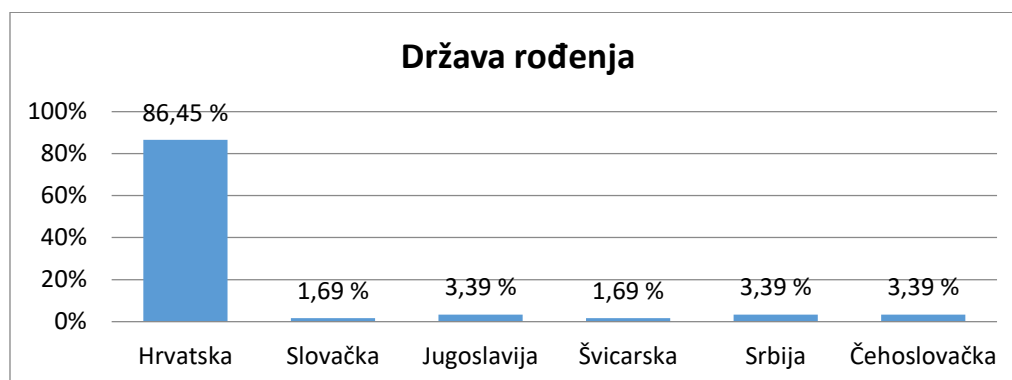 Država rođenja
100%
86,45 %
80%
60%
40%
20%
1,69 %
3,39 %
1,69 %
3,39 %
3,39 %
0%
Hrvatska
Slovačka
Jugoslavija
Švicarska
Srbija
Čehoslovačka